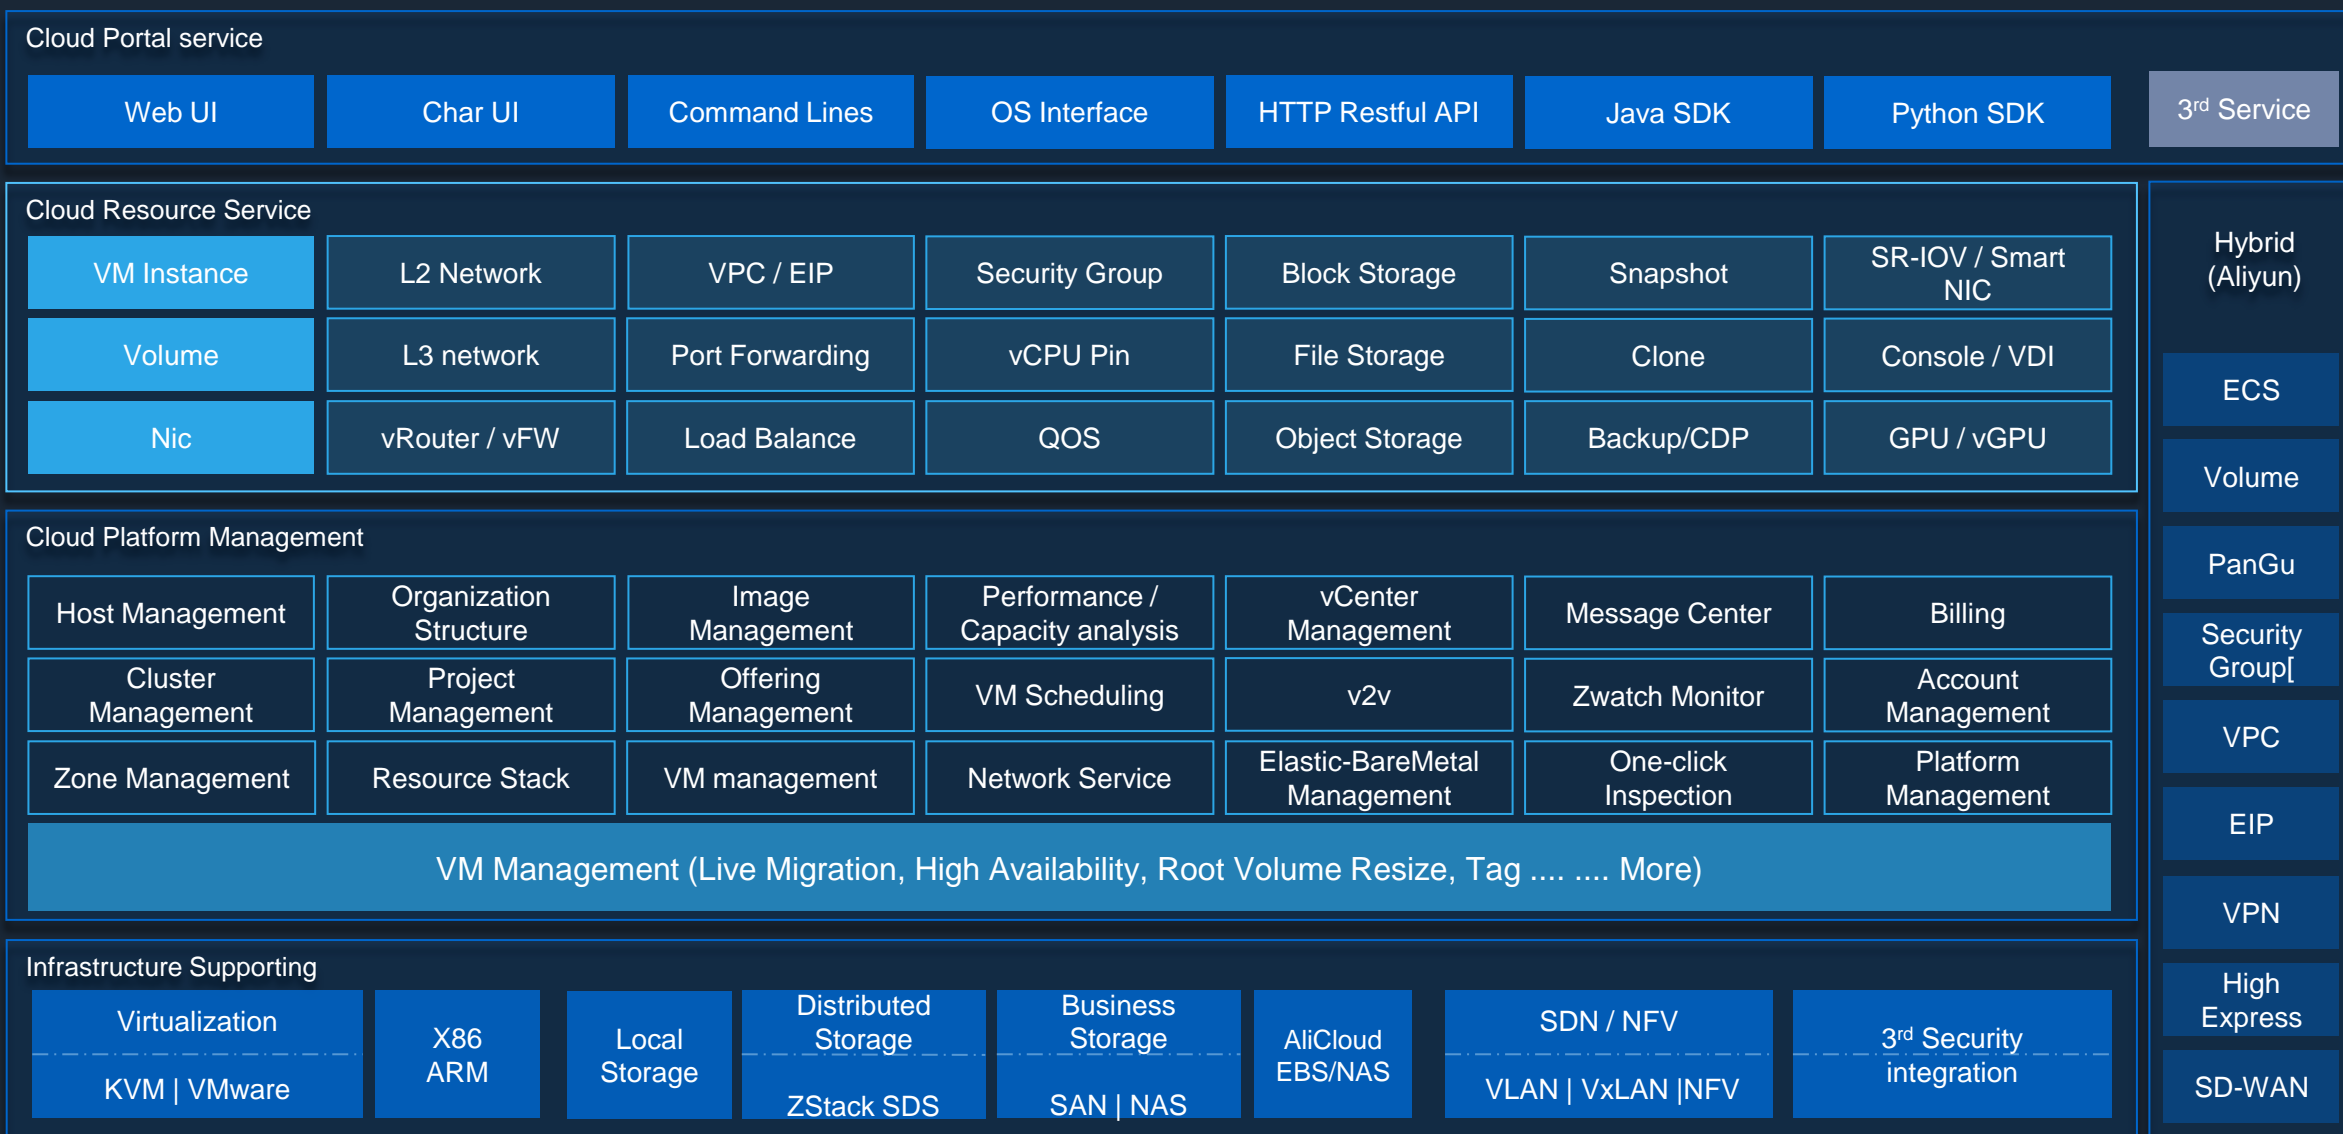 Cloud Portal service
Web UI
Char UI
Command Lines
OS Interface
HTTP Restful API
Java SDK
Python SDK
3rd Service
Cloud Resource Service
VM Instance
L2 Network
VPC / EIP
Security Group
Block Storage
Snapshot
SR-IOV / Smart
NIC
Volume
L3 network
Port Forwarding
vCPU Pin
File Storage
Clone
Console / VDI
Nic
vRouter / vFW
Load Balance
QOS
Object Storage
Backup/CDP
GPU / vGPU
Cloud Platform Management
Host Management
Organization
Structure
Image
Management
Performance /
Capacity analysis
vCenter
Management
Message Center
Billing
Cluster
Management
Project
Management
Offering
Management
VM Scheduling
v2v
Zwatch Monitor
Account
Management
Zone Management
Resource Stack
VM management
Network Service
Elastic-BareMetal
Management
One-click
Inspection
Platform
Management
VM Management (Live Migration, High Availability, Root Volume Resize, Tag .... .... More)
Infrastructure Supporting
Virtualization
KVM | VMware
X86
ARM
Local
Storage
Distributed
Storage
ZStack SDS
Business
Storage
SAN | NAS
AliCloud
EBS/NAS
SDN / NFV
VLAN | VxLAN |NFV
3rd Security
integration
Hybrid
(Aliyun)
ECS
Volume
PanGu
Security
Group[
VPC
EIP
VPN
High
Express
SD-WAN